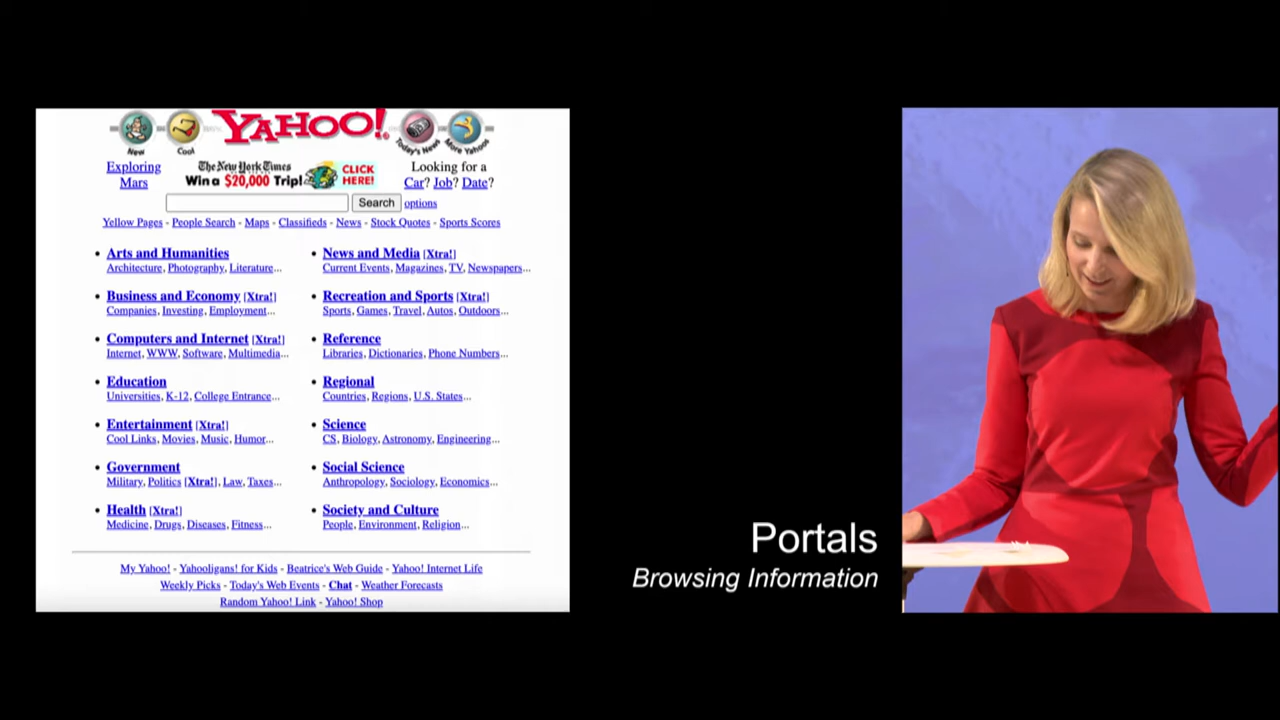 YAHOO!
New
Cool
Today's News
More Yahoos
Exploring
Mars
The New York Times
Win a $20,000 Trip!
CLICK
HERE!
Looking for a
Car? Job? Date?
Search options
Yellow Pages - People Search - Maps - Classifieds - News - Stock Quotes - Sports Scores
• Arts and Humanities
Architecture, Photography, Literature...
• Business and Economy [Xtra!]
Companies, Investing, Employment...
• Computers and Internet [Xtra!]
Internet, WWW, Software, Multimedia...
• Education
Universities, K-12, College Entrance...
• Entertainment [Xtra!]
Cool Links, Movies, Music, Humor...
• Government
Military, Politics [Xtra!], Law, Taxes...
• Health [Xtra!]
Medicine, Drugs, Diseases, Fitness...
• News and Media [Xtra!]
Current Events, Magazines, TV, Newspapers...
• Recreation and Sports [Xtra!]
Sports, Games, Travel, Autos, Outdoors...
• Reference
Libraries, Dictionaries, Phone Numbers...
• Regional
Countries, Regions, U.S. States...
• Science
CS, Biology, Astronomy, Engineering...
• Social Science
Anthropology, Sociology, Economics...
• Society and Culture
People, Environment, Religion...
My Yahoo! - Yahooligans! for Kids - Beatrice's Web Guide - Yahoo! Internet Life
Weekly Picks - Today's Web Events - Chat - Weather Forecasts
Random Yahoo! Link - Yahoo! Shop
Portals
Browsing Information